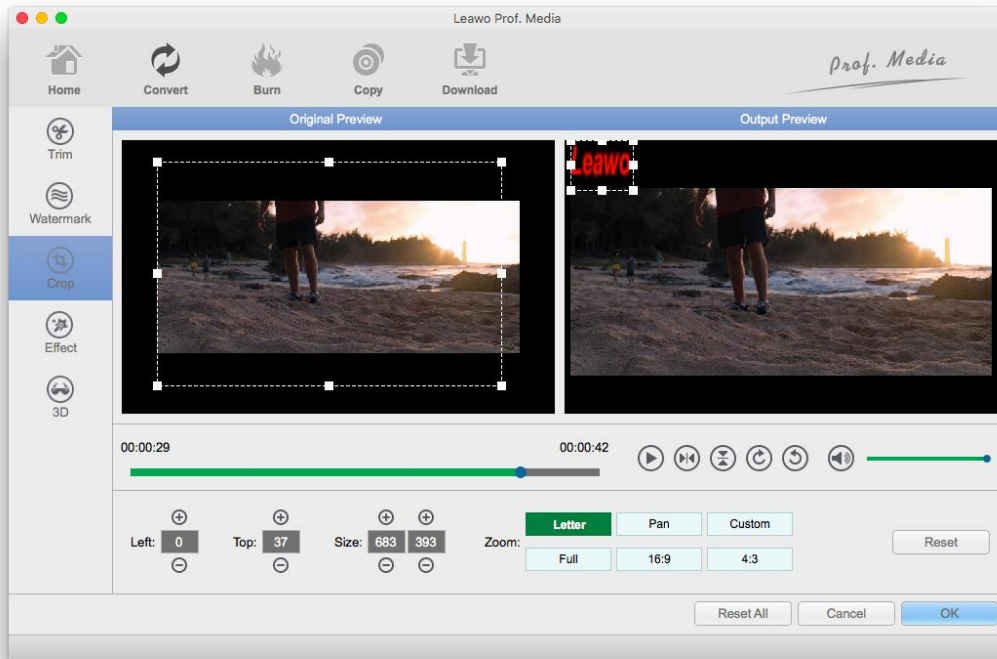 Leawo Prof. Media
Home Convert Burn Copy Download
Prof. Media
Trim
Watermark
Crop
Effect
3D
Original Preview Output Preview
Leawo
00:00:29 00:00:42
Left: 0 Top: 37 Size: 683 393 Zoom: Letter Pan Custom
Full 16:9 4:3
Reset
Reset All Cancel OK